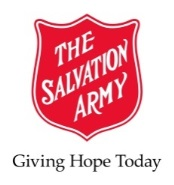 THE
SALVATION
ARMY
Giving Hope Today